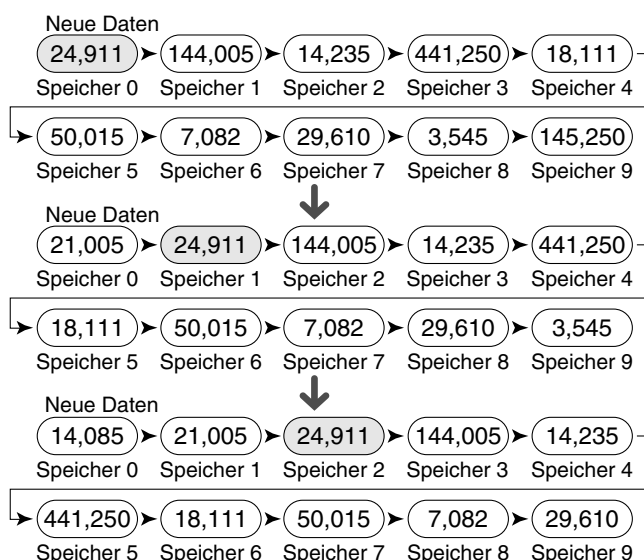 Neue Daten
24,911 144,005 14,235 441,250 18,111
Speicher 0 Speicher 1 Speicher 2 Speicher 3 Speicher 4
50,015 7,082 29,610 3,545 145,250
Speicher 5 Speicher 6 Speicher 7 Speicher 8 Speicher 9
Neue Daten
21,005 24,911 144,005 14,235 441,250
Speicher 0 Speicher 1 Speicher 2 Speicher 3 Speicher 4
18,111 50,015 7,082 29,610 3,545
Speicher 5 Speicher 6 Speicher 7 Speicher 8 Speicher 9
Neue Daten
14,085 21,005 24,911 144,005 14,235
Speicher 0 Speicher 1 Speicher 2 Speicher 3 Speicher 4
441,250 18,111 50,015 7,082 29,610
Speicher 5 Speicher 6 Speicher 7 Speicher 8 Speicher 9